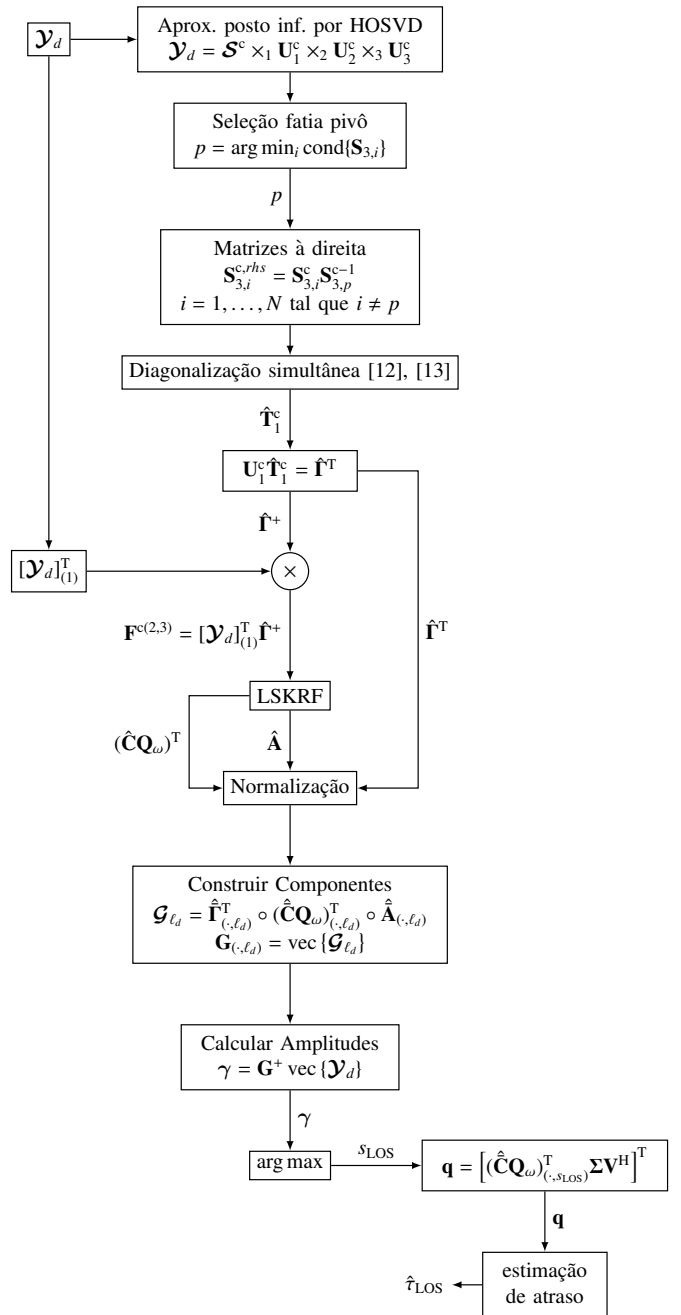 𝓨_d
Aprox. posto inf. por HOSVD
𝓨_d = 𝓢^c ×_1 U_1^c ×_2 U_2^c ×_3 U_3^c
Seleção fatia pivô
p = arg min_i cond{S_{3,i}}
p
Matrizes à direita
S_{3,i}^{c,rhs} = S_{3,i}^c S_{3,p}^{c−1}
i = 1, . . . , N tal que i ≠ p
Diagonalização simultânea [12], [13]
T̂_1^c
U_1^c T̂_1^c = Γ̂^T
Γ̂^+
[𝓨_d]_{(1)}^T
×
F^{c(2,3)} = [𝓨_d]_{(1)}^T Γ̂^+
Γ̂^T
LSKRF
(ĈQ_ω)^T
Â
Normalização
Construir Componentes
𝓖_{ℓ_d} = Γ̄̂_{(·,ℓ_d)}^T ∘ (C̄̂Q_ω)_{(·,ℓ_d)}^T ∘ Ā̂_{(·,ℓ_d)}
G_{(·,ℓ_d)} = vec{𝓖_{ℓ_d}}
Calcular Amplitudes
γ = G^+ vec{𝓨_d}
γ
arg max
s_LOS
q = [(C̄̂Q_ω)_{(·,s_LOS)}^T ΣV^H]^T
q
estimação
de atraso
τ̂_LOS